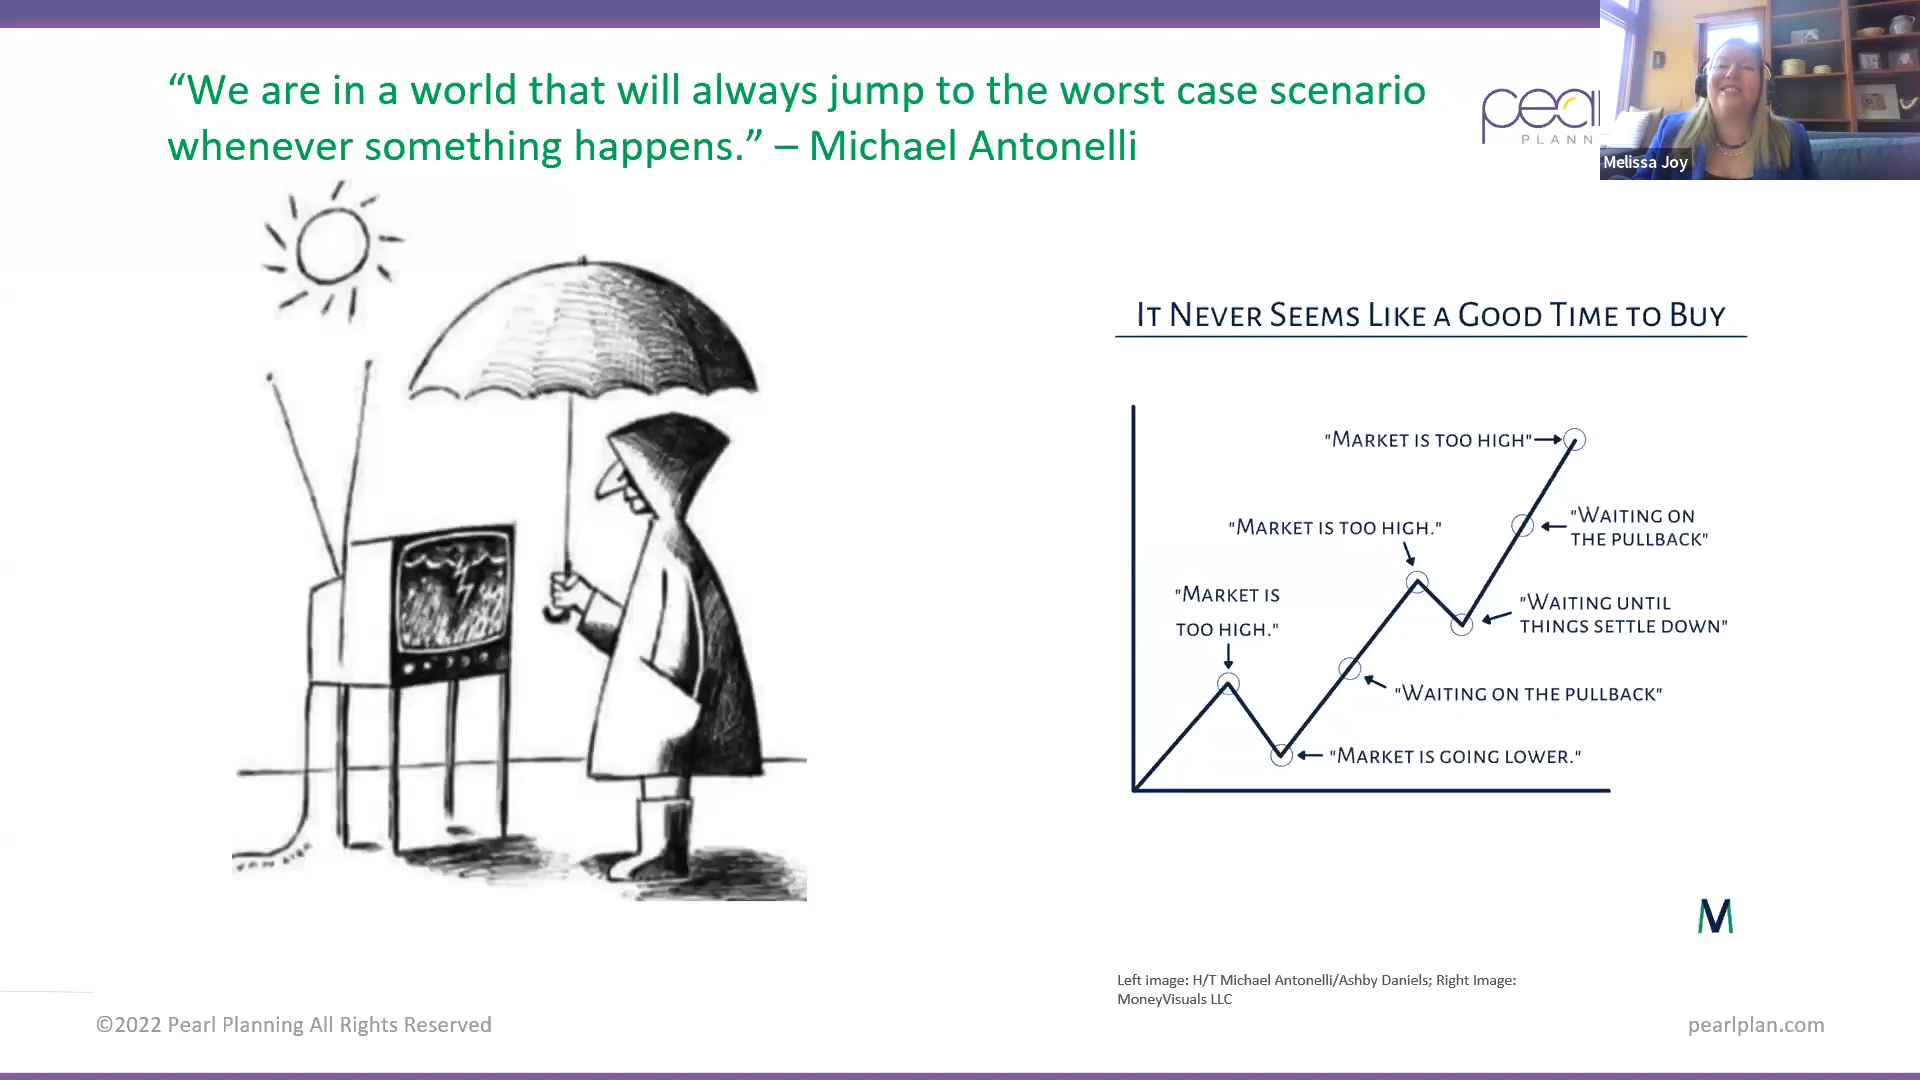 “We are in a world that will always jump to the worst case scenario
whenever something happens.” – Michael Antonelli
Melissa Joy
IT NEVER SEEMS LIKE A GOOD TIME TO BUY
"MARKET IS TOO HIGH"
"WAITING ON
THE PULLBACK"
"MARKET IS TOO HIGH."
"MARKET IS
TOO HIGH."
"WAITING UNTIL
THINGS SETTLE DOWN"
"WAITING ON THE PULLBACK"
"MARKET IS GOING LOWER."
M
Left image: H/T Michael Antonelli/Ashby Daniels; Right Image:
MoneyVisuals LLC
©2022 Pearl Planning All Rights Reserved
pearlplan.com